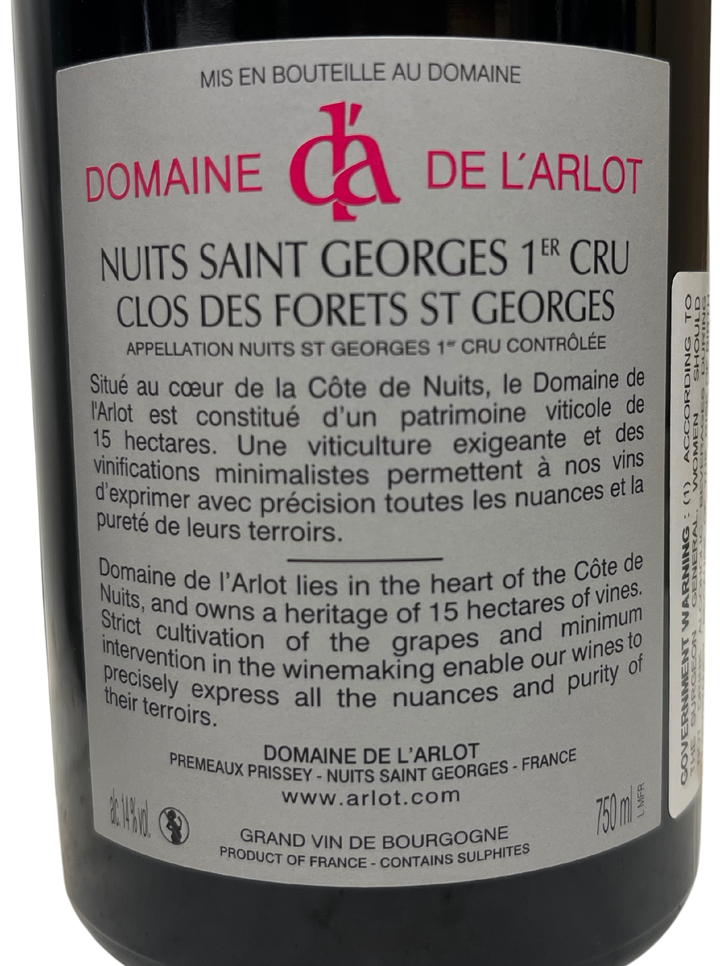 MIS EN BOUTEILLE AU DOMAINE
DOMAINE d'a DE L'ARLOT
NUITS SAINT GEORGES 1ER CRU
CLOS DES FORETS ST GEORGES
APPELLATION NUITS ST GEORGES 1er CRU CONTRÔLÉE
Situé au cœur de la Côte de Nuits, le Domaine de
l'Arlot est constitué d'un patrimoine viticole de
15 hectares. Une viticulture exigeante et des
vinifications minimalistes permettent à nos vins
d'exprimer avec précision toutes les nuances et la
pureté de leurs terroirs.
Domaine de l'Arlot lies in the heart of the Côte de
Nuits, and owns a heritage of 15 hectares of vines.
Strict cultivation of the grapes and minimum
intervention in the winemaking enable our wines to
precisely express all the nuances and purity of
their terroirs.
DOMAINE DE L'ARLOT
PREMEAUX PRISSEY - NUITS SAINT GEORGES - FRANCE
www.arlot.com
alc. 14 % vol.
750 ml
L.MFR
GRAND VIN DE BOURGOGNE
PRODUCT OF FRANCE - CONTAINS SULPHITES
GOVERNMENT WARNING : (1) ACCORDING TO
THE SURGEON GENERAL, WOMEN SHOULD
BEVERAGES DURING